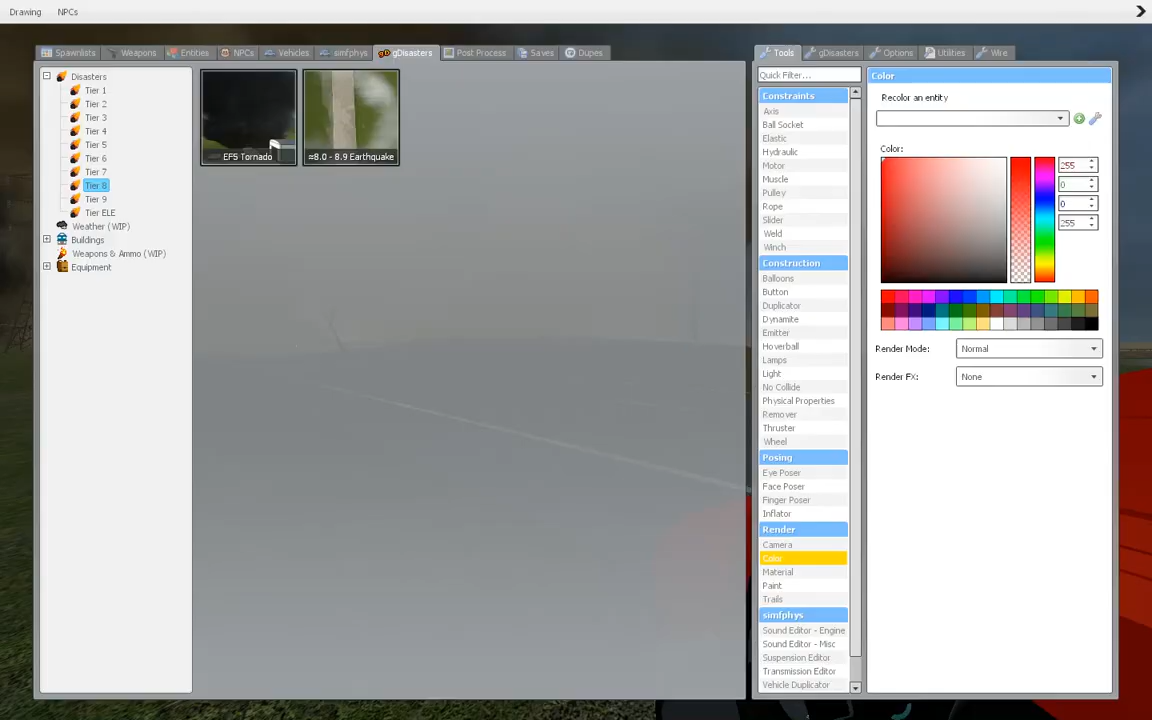 Drawing NPCs
Spawnlists Weapons Entities NPCs Vehicles simfphys gDisasters Post Process Saves Dupes
Tools gDisasters Options Utilities Wire
Disasters
Tier 1
Tier 2
Tier 3
Tier 4
Tier 5
Tier 6
Tier 7
Tier 8
Tier 9
Tier ELE
Weather (WIP)
Buildings
Weapons & Ammo (WIP)
Equipment
EF5 Tornado
≈8.0 - 8.9 Earthquake
Quick Filter...
Constraints
Axis
Ball Socket
Elastic
Hydraulic
Motor
Muscle
Pulley
Rope
Slider
Weld
Winch
Construction
Balloons
Button
Duplicator
Dynamite
Emitter
Hoverball
Lamps
Light
No Collide
Physical Properties
Remover
Thruster
Wheel
Posing
Eye Poser
Face Poser
Finger Poser
Inflator
Render
Camera
Color
Material
Paint
Trails
simfphys
Sound Editor - Engine
Sound Editor - Misc
Suspension Editor
Transmission Editor
Vehicle Duplicator
Color
Recolor an entity
Color:
255
0
0
255
Render Mode: Normal
Render FX: None